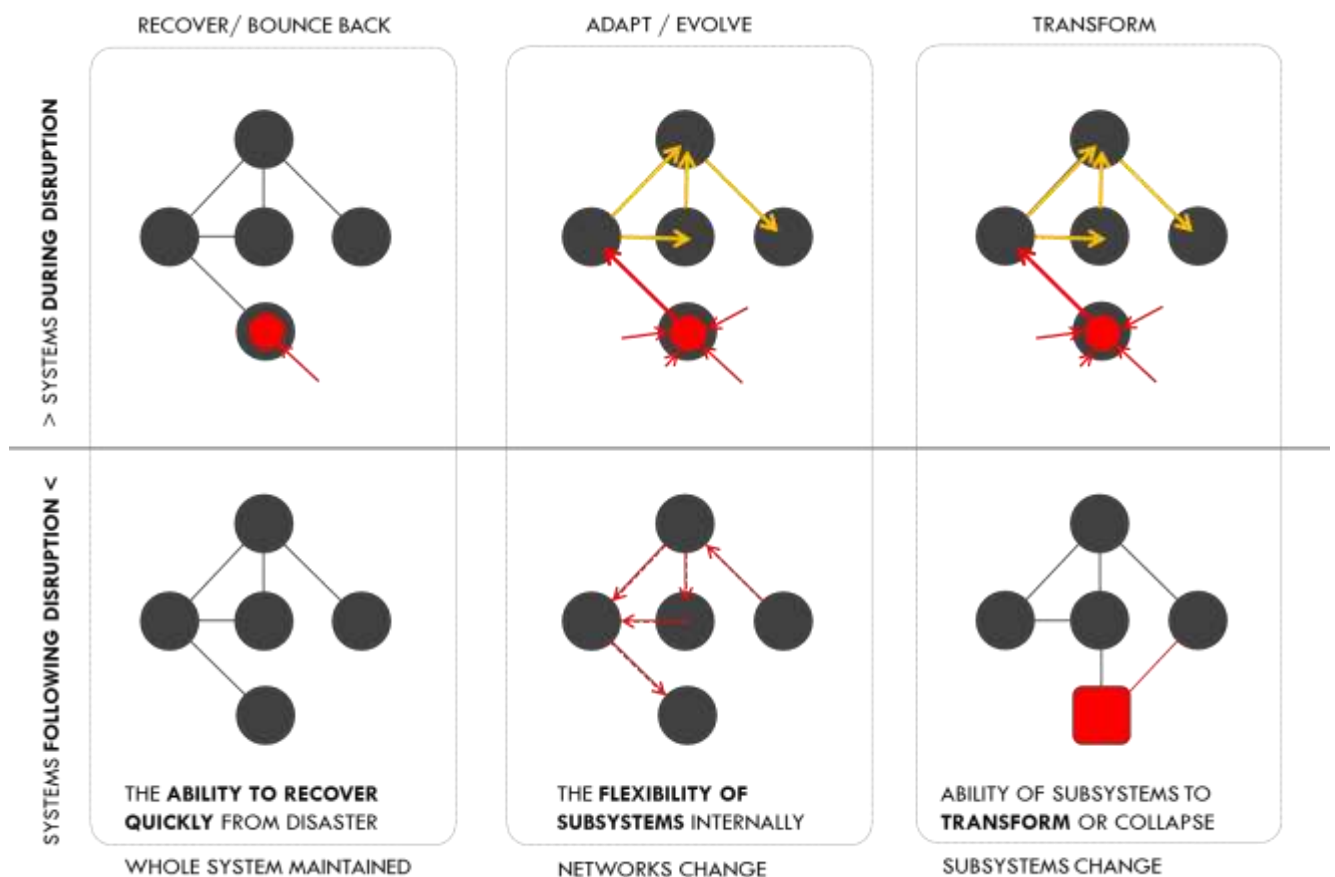 RECOVER/ BOUNCE BACK
ADAPT / EVOLVE
TRANSFORM
> SYSTEMS DURING DISRUPTION
SYSTEMS FOLLOWING DISRUPTION <
THE ABILITY TO RECOVER
QUICKLY FROM DISASTER
THE FLEXIBILITY OF
SUBSYSTEMS INTERNALLY
ABILITY OF SUBSYSTEMS TO
TRANSFORM OR COLLAPSE
WHOLE SYSTEM MAINTAINED
NETWORKS CHANGE
SUBSYSTEMS CHANGE